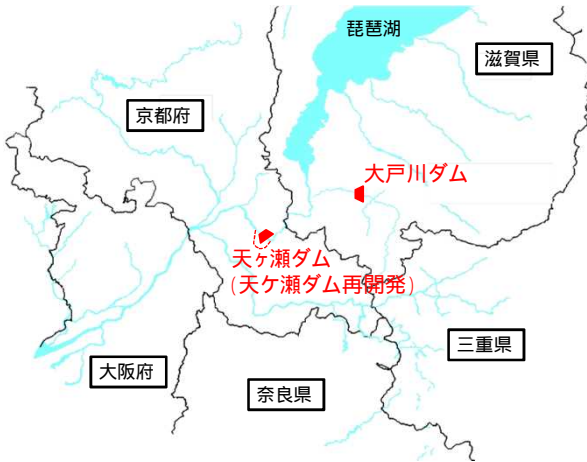 琵琶湖
滋賀県
京都府
大戸川ダム
天ヶ瀬ダム
(天ケ瀬ダム再開発)
三重県
大阪府
奈良県